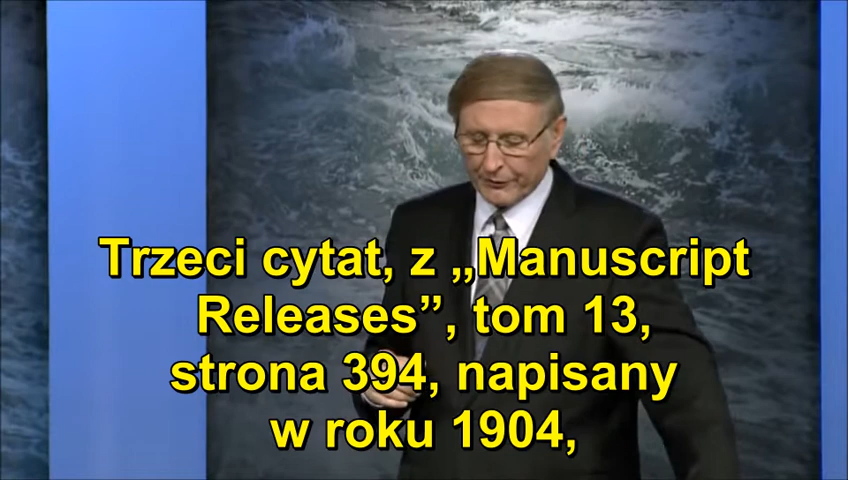 Trzeci cytat, z „Manuscript
Releases”, tom 13,
strona 394, napisany
w roku 1904,